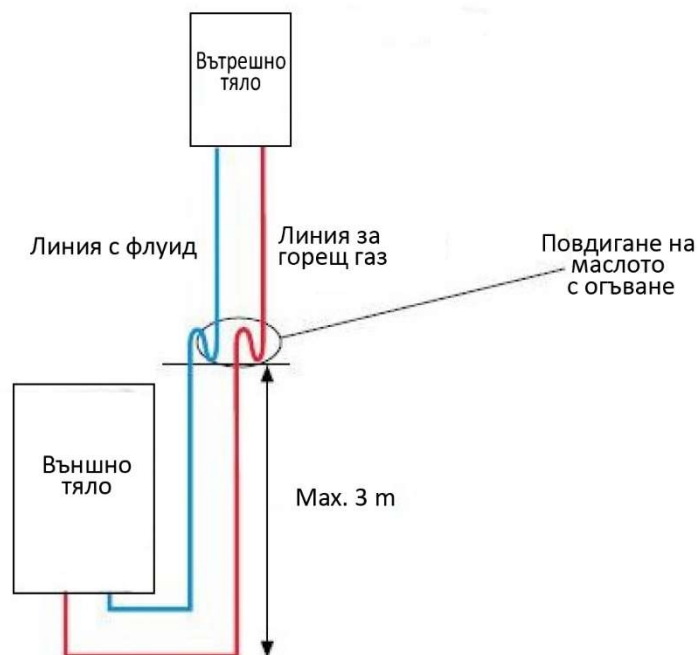 Вътрешно
тяло
Линия с флуид
Линия за
горещ газ
Повдигане на
маслото
с огъване
Външно
тяло
Max. 3 m